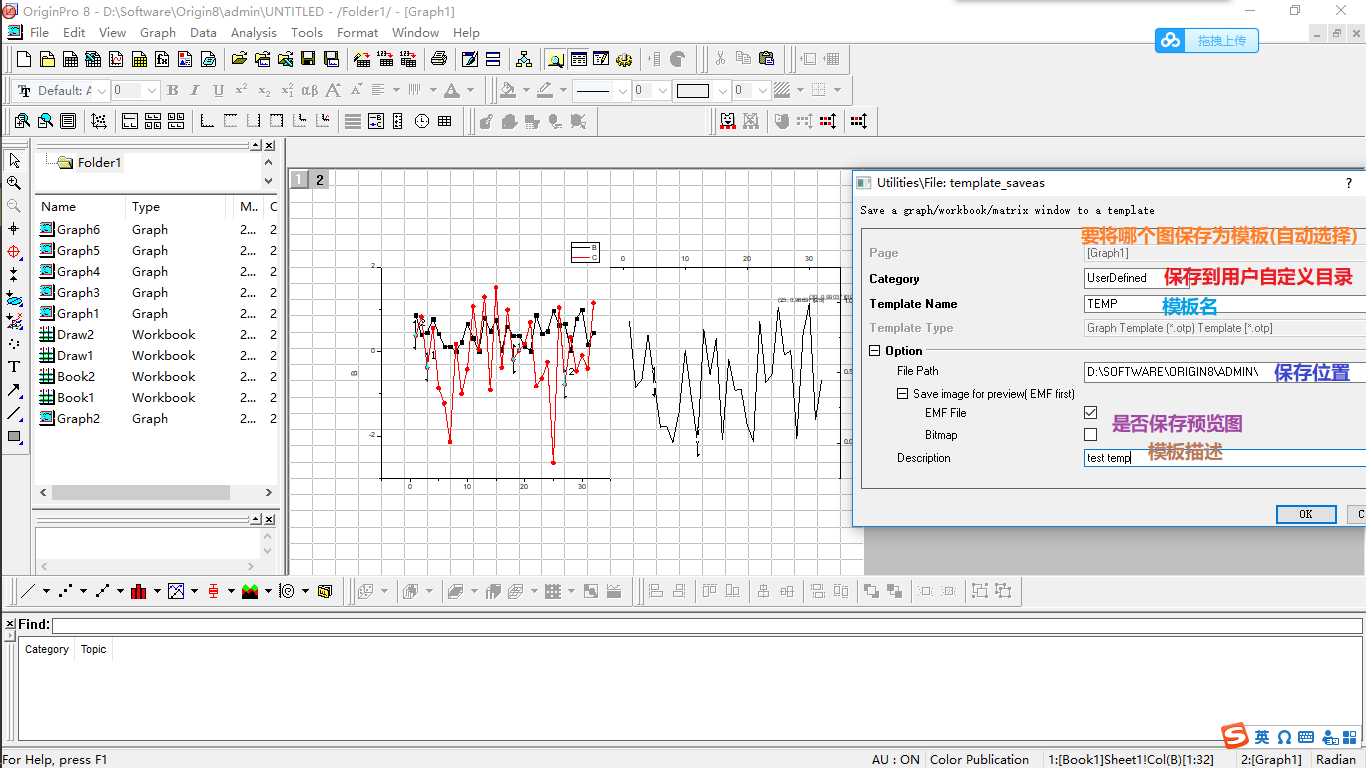 OriginPro 8 - D:\Software\Origin8\admin\UNTITLED - /Folder1/ - [Graph1]
File Edit View Graph Data Analysis Tools Format Window Help
拖拽上传
Default: A 0 B I U x² x₂ αβ A A A 0 0
Folder1
1 2
Name Type M.. C
Graph6 Graph 2... 2
Graph5 Graph 2... 2
Graph4 Graph 2... 2
Graph3 Graph 2... 2
Graph1 Graph 2... 2
Draw2 Workbook 2... 2
Draw1 Workbook 2... 2
Book2 Workbook 2... 2
Book1 Workbook 2... 2
Graph2 Graph 2... 2
B
C
2
0
-2
B
0 10 20 30
0 10 20 30
Utilities\File: template_saveas ?
Save a graph/workbook/matrix window to a template
要将哪个图保存为模板(自动选择)
Page [Graph1]
Category UserDefined 保存到用户自定义目录
Template Name TEMP 模板名
Template Type Graph Template [*.otp] Template [*.otp]
Option
File Path D:\SOFTWARE\ORIGIN8\ADMIN\ 保存位置
Save image for preview( EMF first)
EMF File 是否保存预览图
Bitmap
Description test temp 模板描述
OK C
Find:
Category Topic
英
For Help, press F1 AU : ON Color Publication 1:[Book1]Sheet1!Col(B)[1:32] 2:[Graph1] Radian